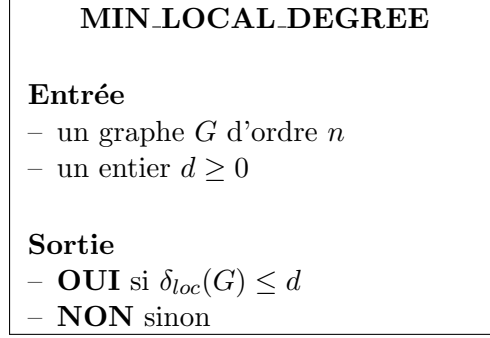 MIN_LOCAL_DEGREE
Entrée
– un graphe G d'ordre n
– un entier d ≥ 0
Sortie
– OUI si δ_loc(G) ≤ d
– NON sinon